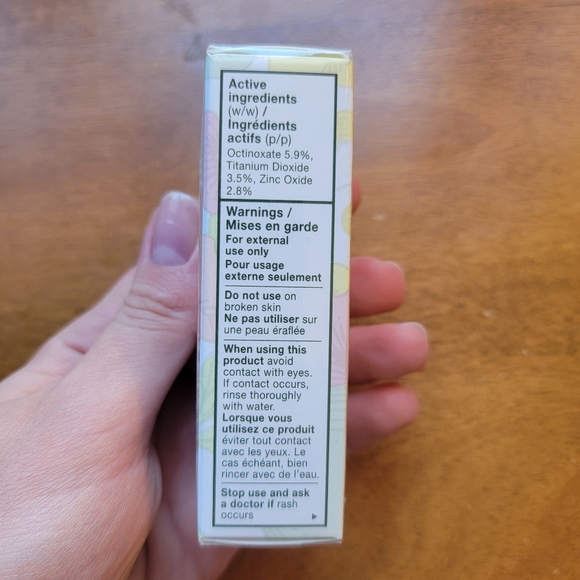 Active
ingredients
(w/w) /
Ingrédients
actifs (p/p)
Octinoxate 5.9%,
Titanium Dioxide
3.5%, Zinc Oxide
2.8%
Warnings /
Mises en garde
For external
use only
Pour usage
externe seulement
Do not use on
broken skin
Ne pas utiliser sur
une peau éraflée
When using this
product avoid
contact with eyes.
If contact occurs,
rinse thoroughly
with water.
Lorsque vous
utilisez ce produit
éviter tout contact
avec les yeux. Le
cas échéant, bien
rincer avec de l'eau.
Stop use and ask
a doctor if rash
occurs